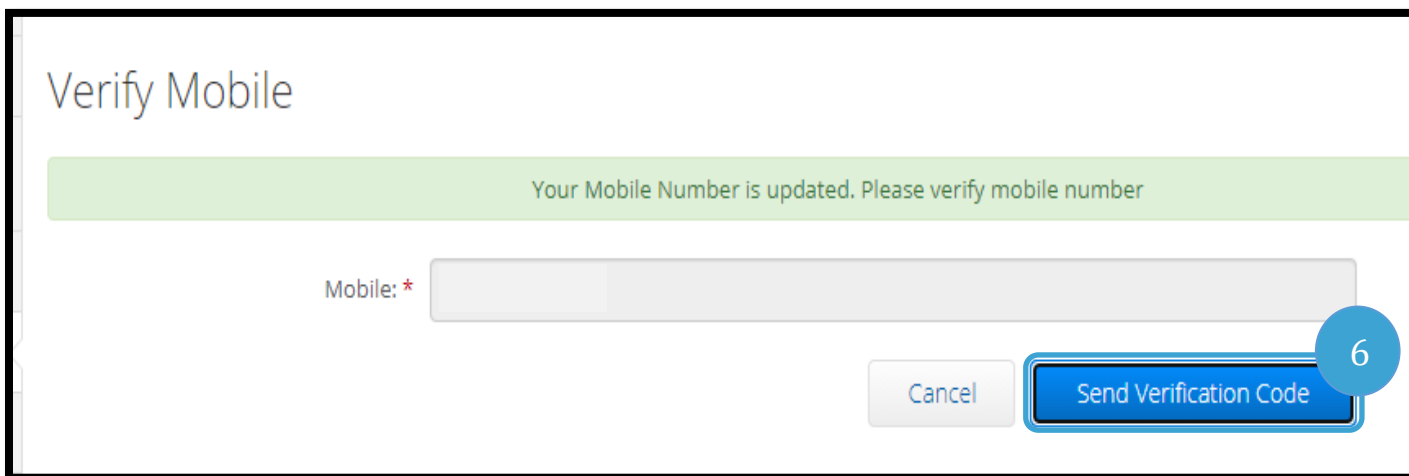 Verify Mobile
Your Mobile Number is updated. Please verify mobile number
Mobile: *
6
Cancel
Send Verification Code